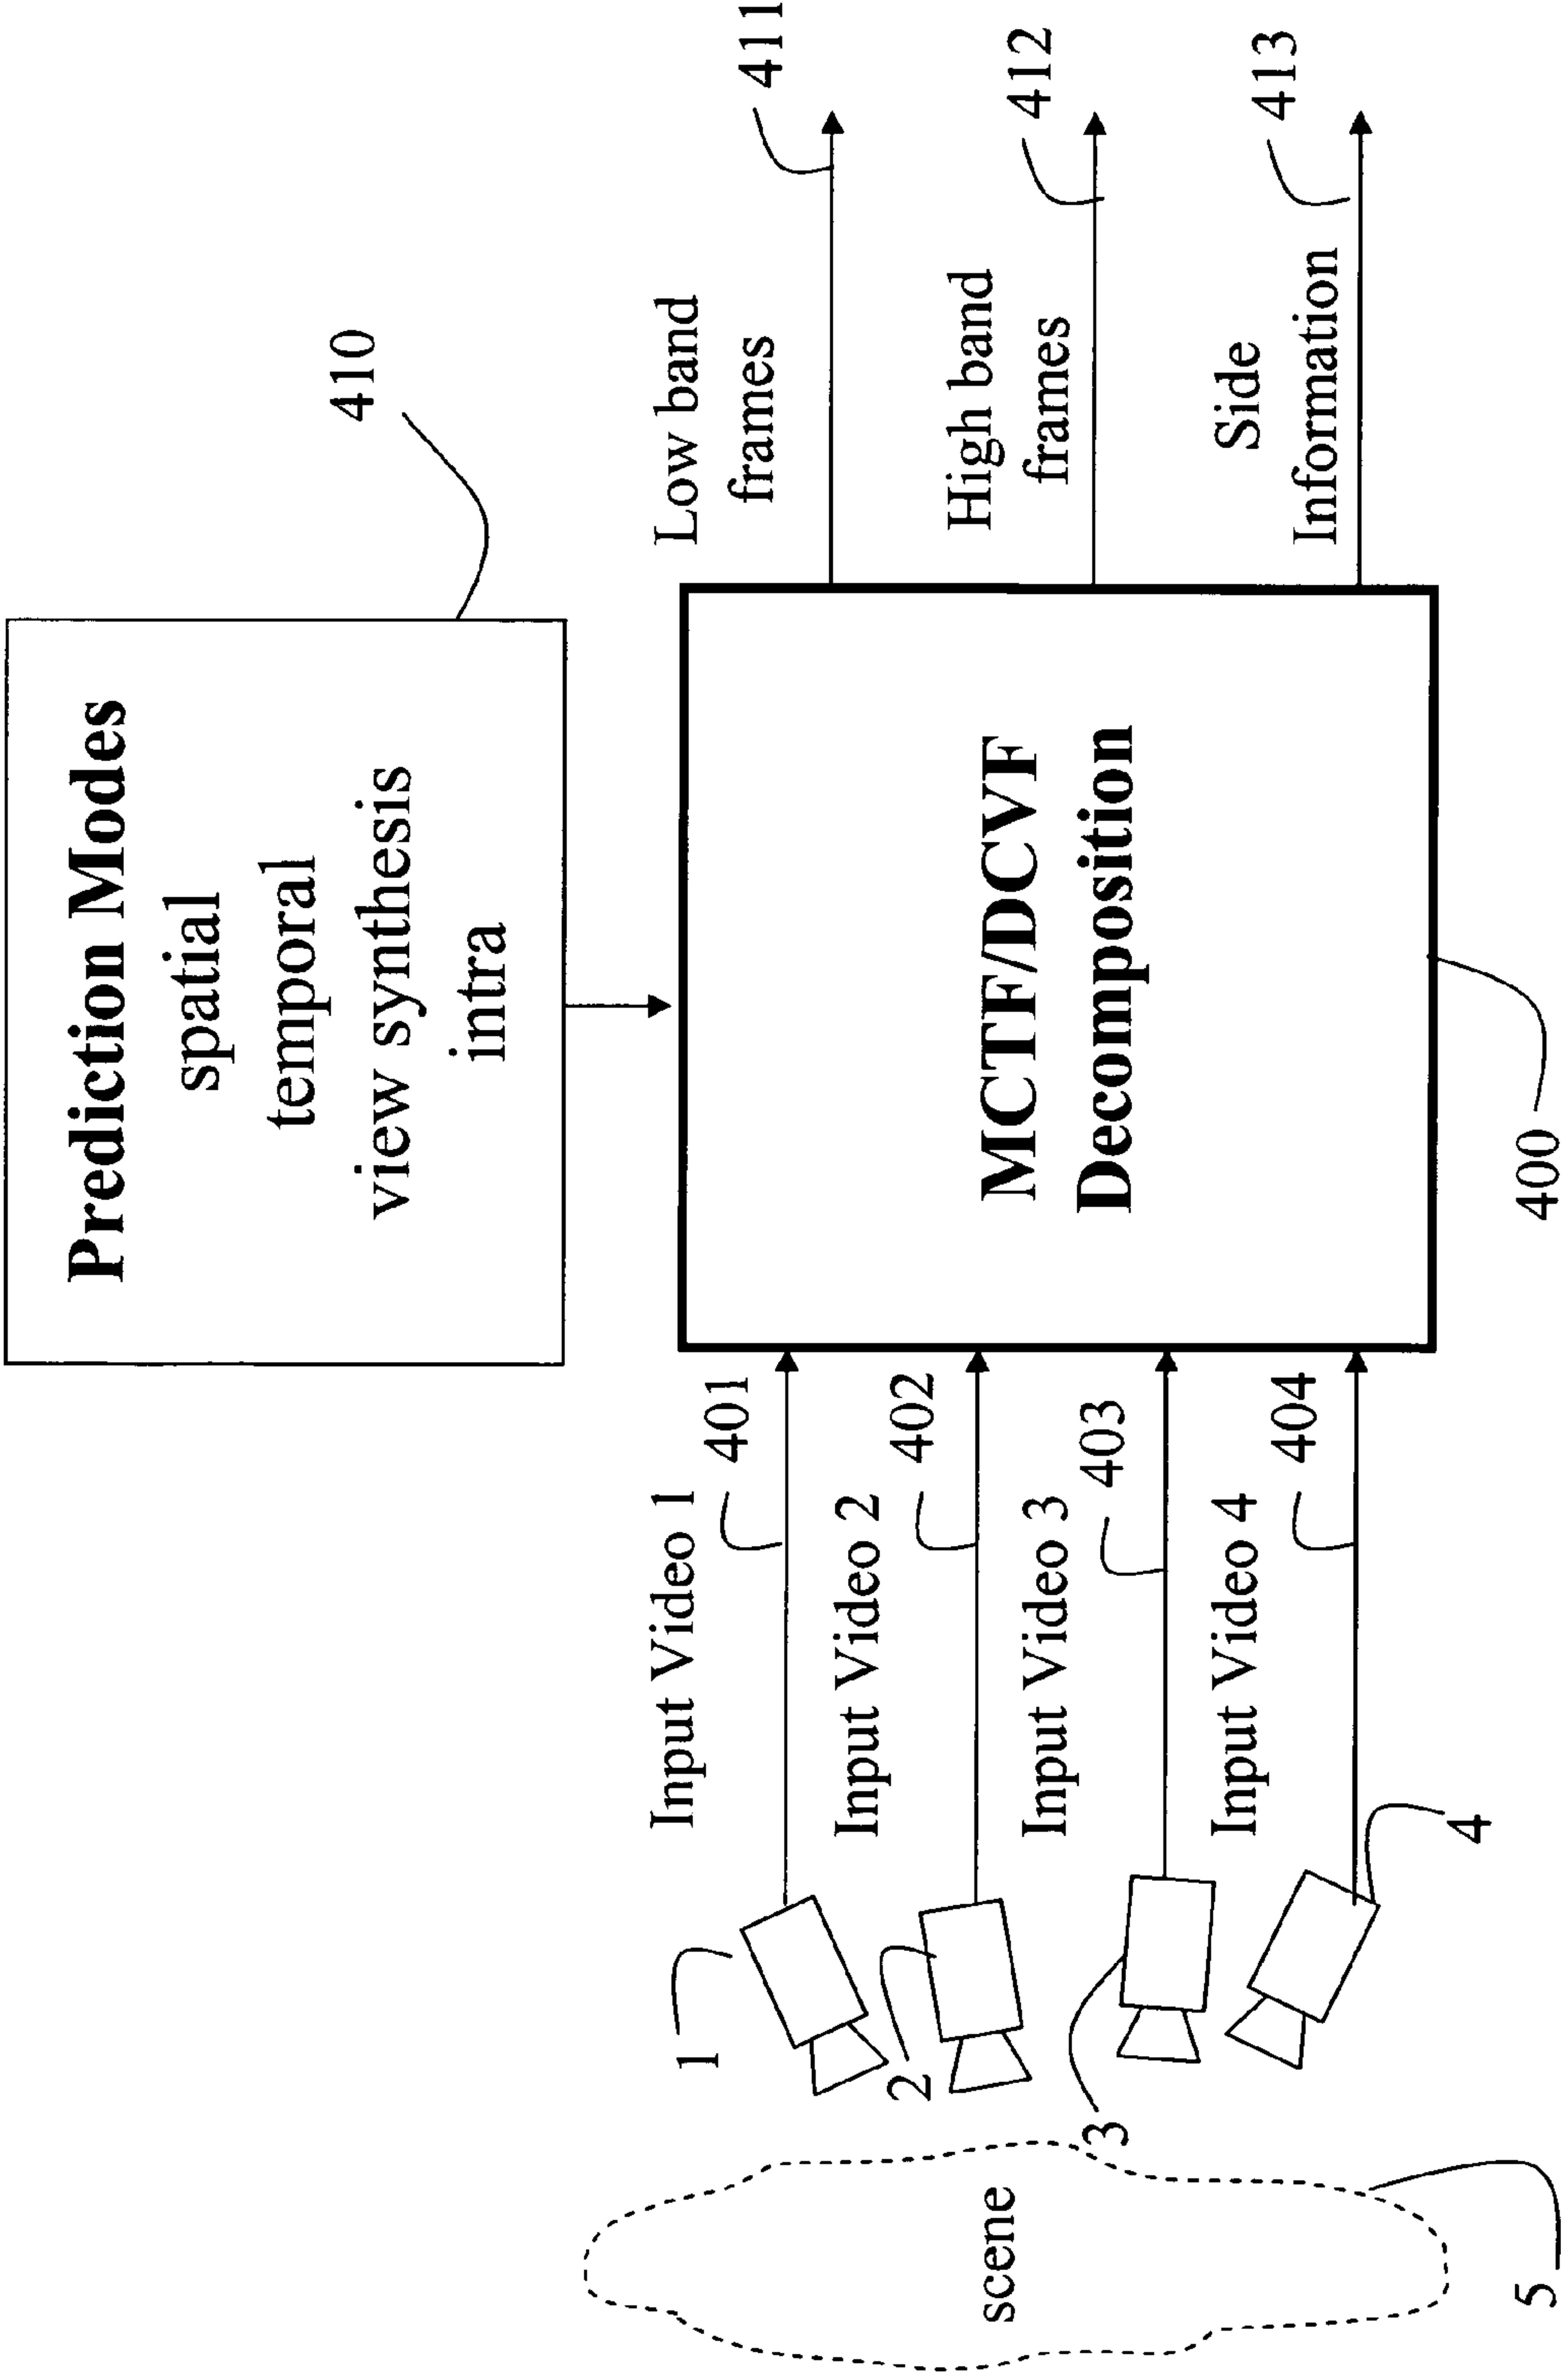 Prediction Modes
spatial
temporal
view synthesis
intra
410
scene
5
1
2
3
4
Input Video 1
401
Input Video 2
402
Input Video 3
403
Input Video 4
404
MCTF/DCVF
Decomposition
400
Low band
frames
411
High band
frames
412
Side
Information
413